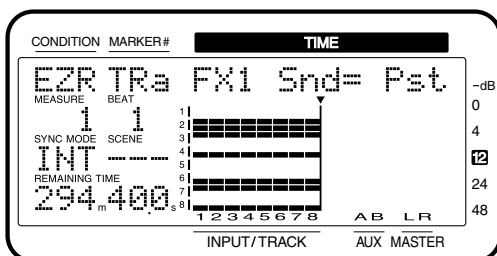 CONDITION MARKER# TIME
EZR TRa FX1 Snd= Pst
-dB
MEASURE BEAT
0
1 1
1
2
4
SYNC MODE SCENE
3
4
12
INT ---
5
REMAINING TIME
6
24
294m40.0s
7
8
48
1 2 3 4 5 6 7 8 A B L R
INPUT/TRACK AUX MASTER